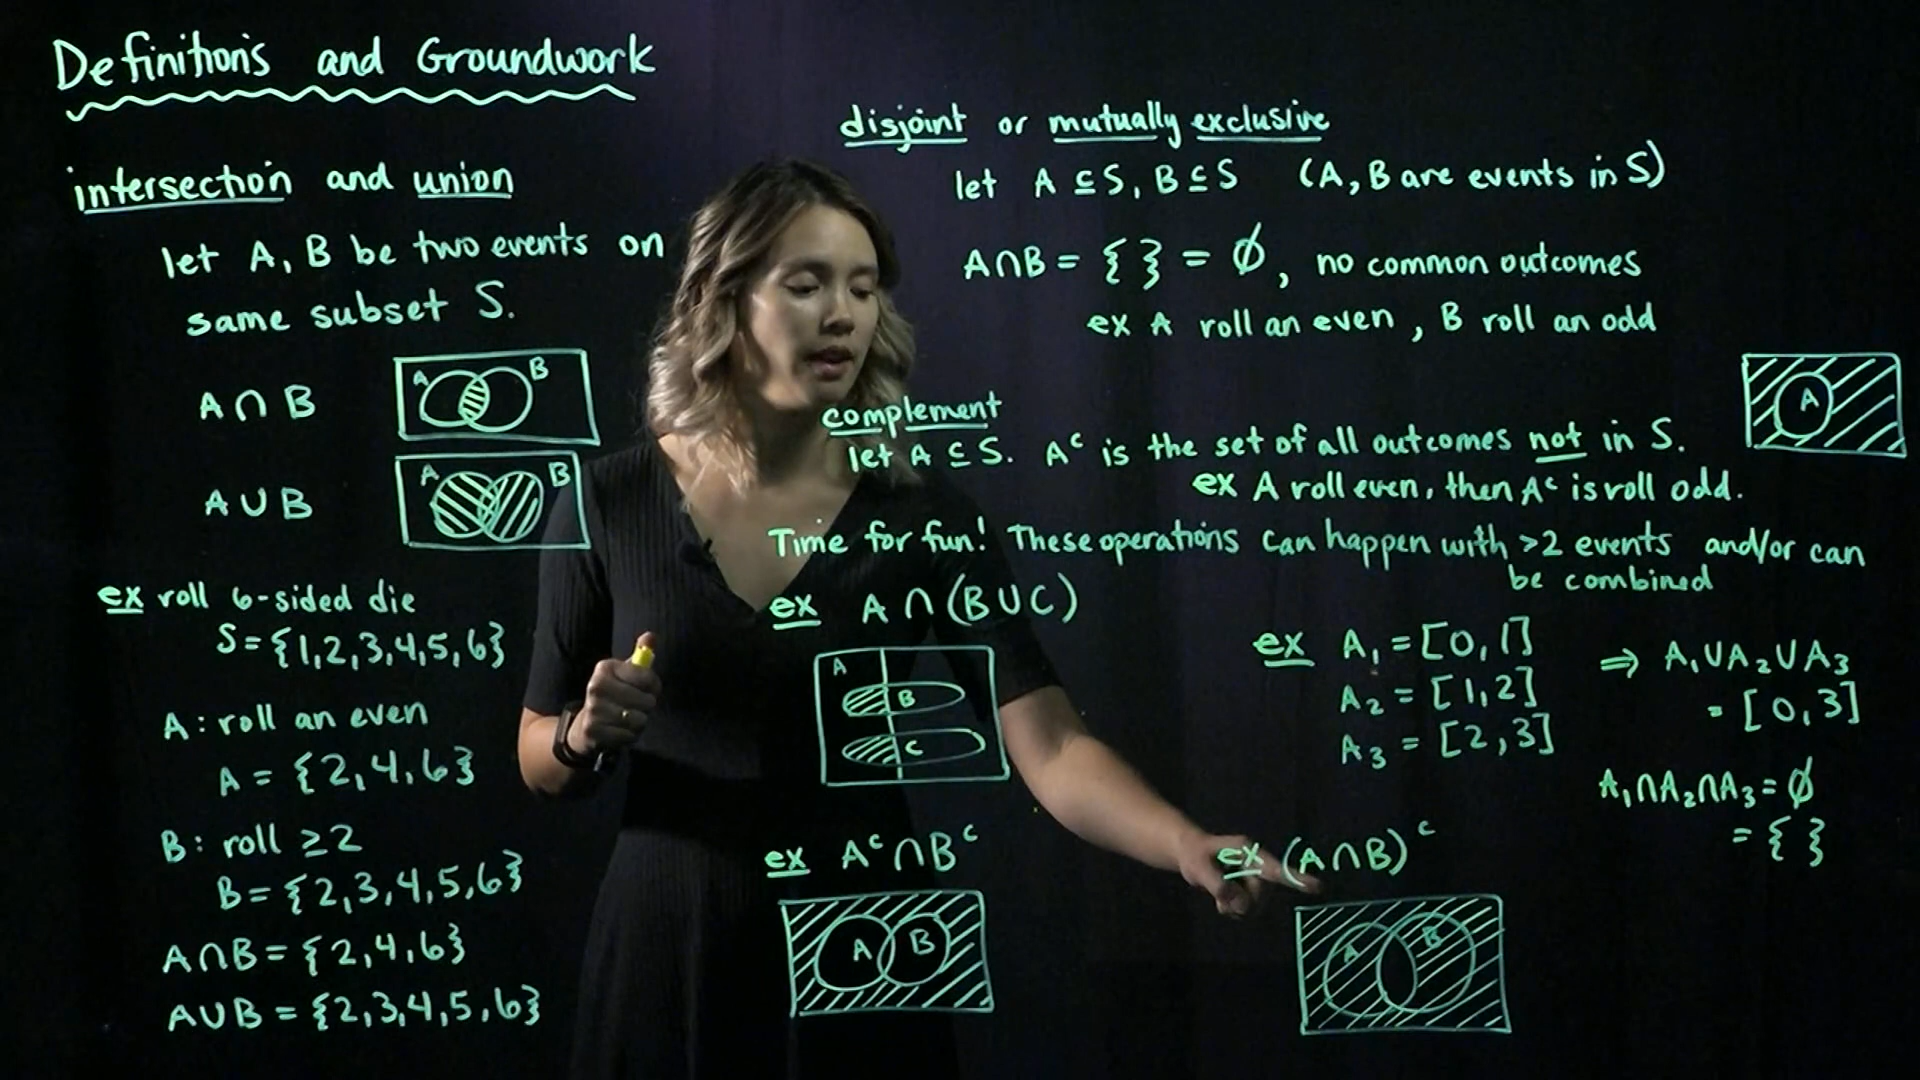 Definitions and Groundwork
intersection and union
let A, B be two events on
same subset S.
A ∩ B
A B
A ∪ B
A B
ex roll 6-sided die
S = {1,2,3,4,5,6}
A: roll an even
A = {2,4,6}
B: roll ≥2
B = {2,3,4,5,6}
A∩B = {2,4,6}
A∪B = {2,3,4,5,6}
disjoint or mutually exclusive
let A ⊆ S, B ⊆ S (A, B are events in S)
A∩B = { } = ∅, no common outcomes
ex A roll an even, B roll an odd
complement
let A ⊆ S. Aᶜ is the set of all outcomes not in S.
A
ex A roll even, then Aᶜ is roll odd.
Time for fun! These operations can happen with >2 events and/or can
be combined
ex A ∩ (B ∪ C)
A
B
C
ex A₁ = [0,1]
A₂ = [1,2]
A₃ = [2,3]
⇒ A₁∪A₂∪A₃
= [0,3]
A₁∩A₂∩A₃ = ∅
= { }
ex Aᶜ ∩ Bᶜ
A B
ex (A∩B)ᶜ
A B